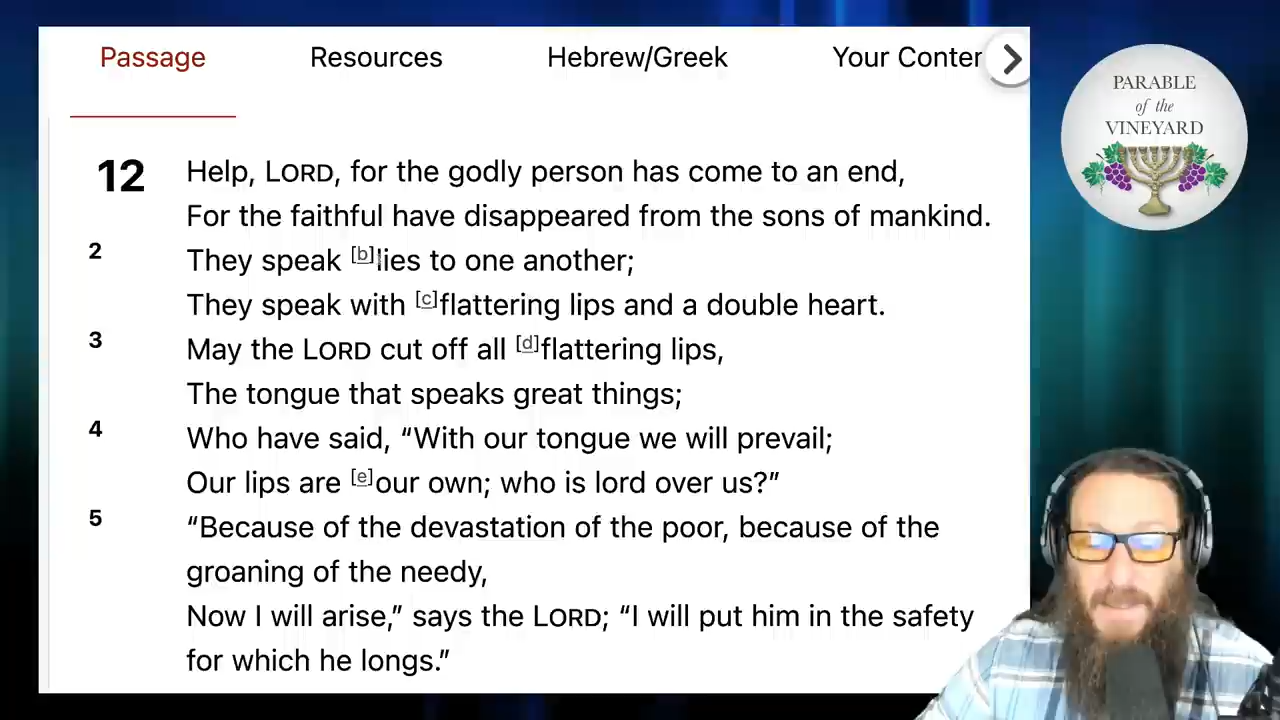 Passage Resources Hebrew/Greek Your Conter
PARABLE
of the
VINEYARD
12 Help, LORD, for the godly person has come to an end,
For the faithful have disappeared from the sons of mankind.
2 They speak [b]lies to one another;
They speak with [c]flattering lips and a double heart.
3 May the LORD cut off all [d]flattering lips,
The tongue that speaks great things;
4 Who have said, “With our tongue we will prevail;
Our lips are [e]our own; who is lord over us?”
5 “Because of the devastation of the poor, because of the
groaning of the needy,
Now I will arise,” says the LORD; “I will put him in the safety
for which he longs.”